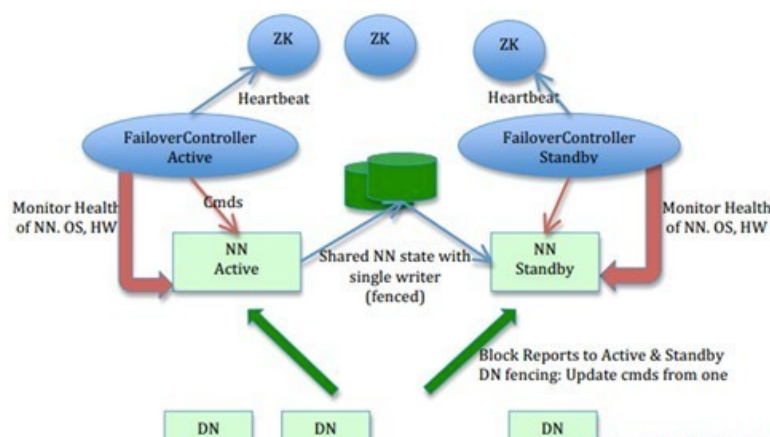 ZK
ZK
ZK
Heartbeat
Heartbeat
FailoverController
Active
FailoverController
Standby
Cmds
Monitor Health
of NN. OS, HW
Monitor Health
of NN. OS, HW
NN
Active
Shared NN state with
single writer
(fenced)
NN
Standby
Block Reports to Active & Standby
DN fencing: Update cmds from one
DN
DN
DN